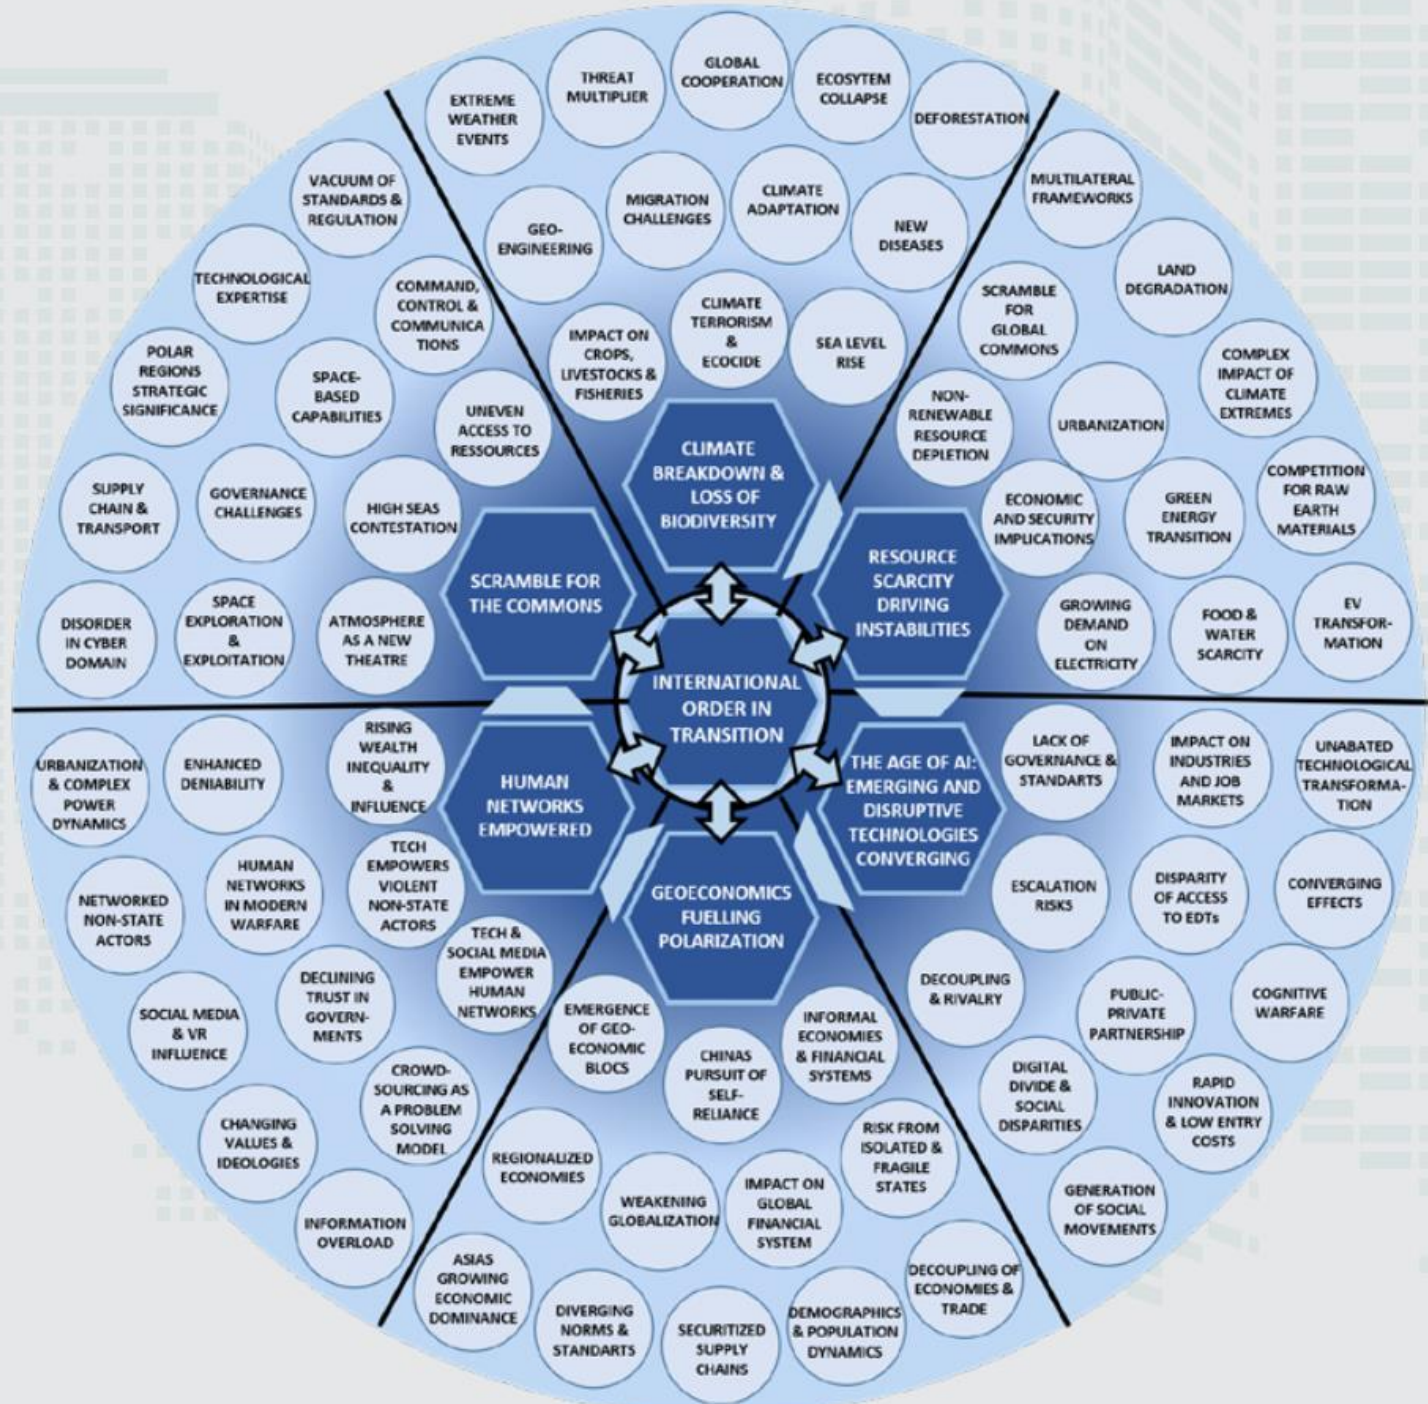 INTERNATIONAL
ORDER IN
TRANSITION
CLIMATE
BREAKDOWN &
LOSS OF
BIODIVERSITY
EXTREME
WEATHER
EVENTS
THREAT
MULTIPLIER
GLOBAL
COOPERATION
ECOSYTEM
COLLAPSE
DEFORESTATION
GEO-
ENGINEERING
MIGRATION
CHALLENGES
CLIMATE
ADAPTATION
NEW
DISEASES
IMPACT ON
CROPS,
LIVESTOCKS &
FISHERIES
CLIMATE
TERRORISM
&
ECOCIDE
SEA LEVEL
RISE
RESOURCE
SCARCITY
DRIVING
INSTABILITIES
MULTILATERAL
FRAMEWORKS
LAND
DEGRADATION
SCRAMBLE
FOR
GLOBAL
COMMONS
COMPLEX
IMPACT OF
CLIMATE
EXTREMES
NON-
RENEWABLE
RESOURCE
DEPLETION
URBANIZATION
COMPETITION
FOR RAW
EARTH
MATERIALS
ECONOMIC
AND SECURITY
IMPLICATIONS
GREEN
ENERGY
TRANSITION
GROWING
DEMAND
ON
ELECTRICITY
FOOD &
WATER
SCARCITY
EV
TRANSFOR-
MATION
THE AGE OF AI:
EMERGING AND
DISRUPTIVE
TECHNOLOGIES
CONVERGING
LACK OF
GOVERNANCE &
STANDARTS
IMPACT ON
INDUSTRIES
AND JOB
MARKETS
UNABATED
TECHNOLOGICAL
TRANSFORMA-
TION
ESCALATION
RISKS
DISPARITY
OF ACCESS
TO EDTs
CONVERGING
EFFECTS
DECOUPLING
& RIVALRY
PUBLIC-
PRIVATE
PARTNERSHIP
COGNITIVE
WARFARE
DIGITAL
DIVIDE &
SOCIAL
DISPARITIES
RAPID
INNOVATION
& LOW ENTRY
COSTS
GENERATION
OF SOCIAL
MOVEMENTS
GEOECONOMICS
FUELLING
POLARIZATION
EMERGENCE
OF GEO-
ECONOMIC
BLOCS
CHINAS
PURSUIT OF
SELF-
RELIANCE
INFORMAL
ECONOMIES
& FINANCIAL
SYSTEMS
REGIONALIZED
ECONOMIES
WEAKENING
GLOBALIZATION
IMPACT ON
GLOBAL
FINANCIAL
SYSTEM
RISK FROM
ISOLATED &
FRAGILE
STATES
ASIAS
GROWING
ECONOMIC
DOMINANCE
DIVERGING
NORMS &
STANDARTS
SECURITIZED
SUPPLY
CHAINS
DEMOGRAPHICS
& POPULATION
DYNAMICS
DECOUPLING OF
ECONOMIES &
TRADE
HUMAN
NETWORKS
EMPOWERED
URBANIZATION
& COMPLEX
POWER
DYNAMICS
ENHANCED
DENIABILITY
RISING
WEALTH
INEQUALITY
&
INFLUENCE
NETWORKED
NON-STATE
ACTORS
HUMAN
NETWORKS
IN MODERN
WARFARE
TECH
EMPOWERS
VIOLENT
NON-STATE
ACTORS
SOCIAL MEDIA
& VR
INFLUENCE
DECLINING
TRUST IN
GOVERN-
MENTS
TECH &
SOCIAL MEDIA
EMPOWER
HUMAN
NETWORKS
CHANGING
VALUES &
IDEOLOGIES
CROWD-
SOURCING AS
A PROBLEM
SOLVING
MODEL
INFORMATION
OVERLOAD
SCRAMBLE FOR
THE COMMONS
VACUUM OF
STANDARDS &
REGULATION
TECHNOLOGICAL
EXPERTISE
COMMAND,
CONTROL &
COMMUNICA
TIONS
POLAR
REGIONS
STRATEGIC
SIGNIFICANCE
SPACE-
BASED
CAPABILITIES
UNEVEN
ACCESS TO
RESSOURCES
SUPPLY
CHAIN &
TRANSPORT
GOVERNANCE
CHALLENGES
HIGH SEAS
CONTESTATION
DISORDER
IN CYBER
DOMAIN
SPACE
EXPLORATION
&
EXPLOITATION
ATMOSPHERE
AS A NEW
THEATRE